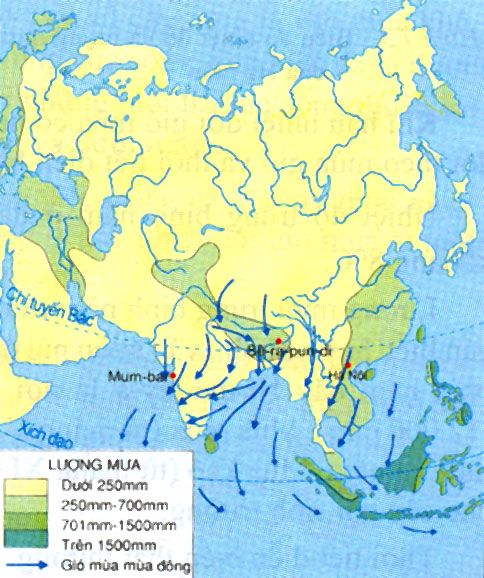 Chí tuyến Bắc
Sê-ra-pun-di
Mum-bai
Hà Nội
Xích đạo
LƯỢNG MƯA
Dưới 250mm
250mm-700mm
701mm-1500mm
Trên 1500mm
Gió mùa mùa đông